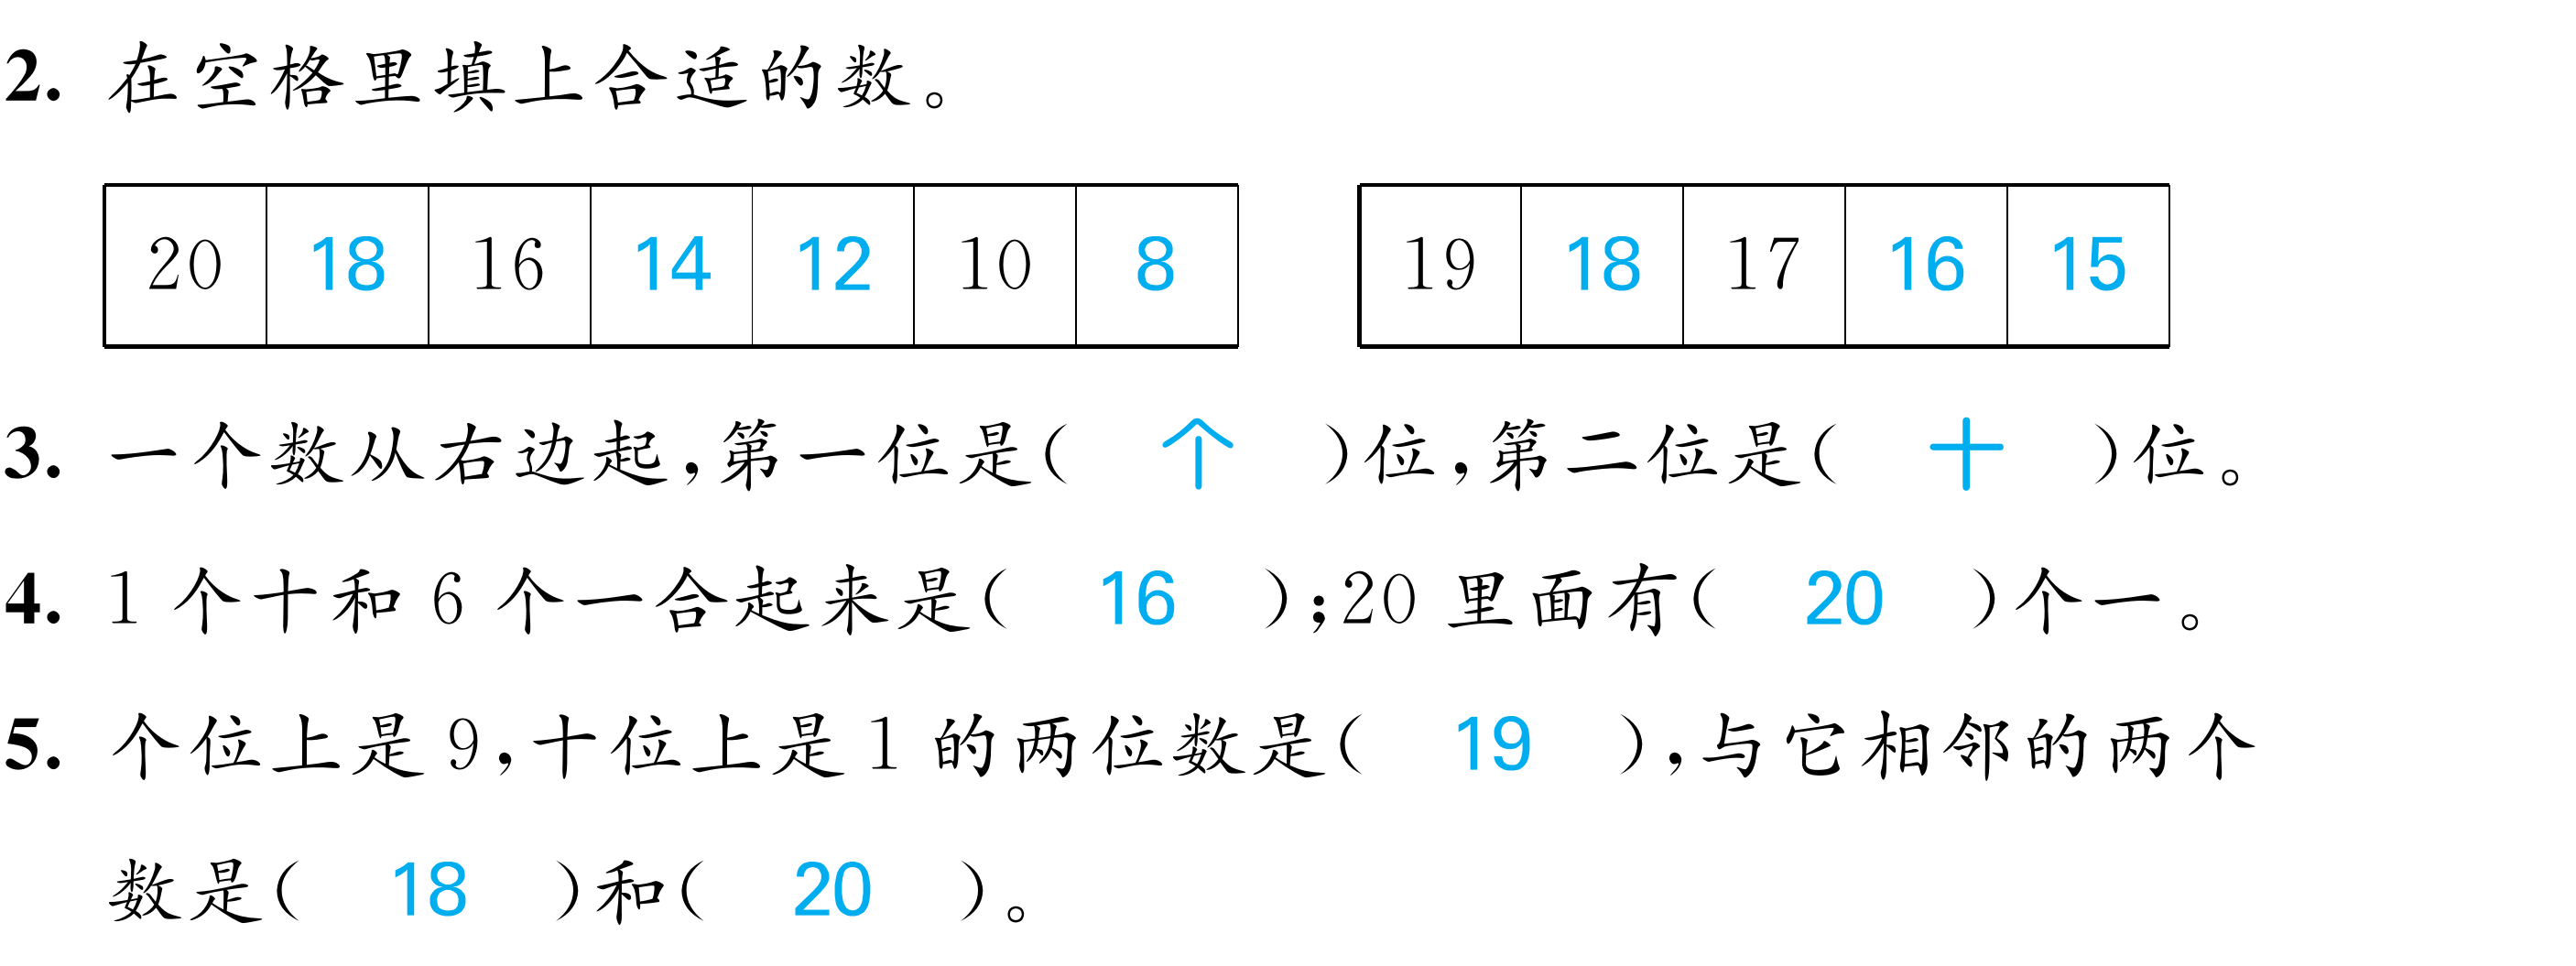 2. 在空格里填上合适的数。
20 18 16 14 12 10 8 19 18 17 16 15
3. 一个数从右边起,第一位是( 个 )位,第二位是( 十 )位。
4. 1 个十和 6 个一合起来是( 16 );20 里面有( 20 )个一。
5. 个位上是 9,十位上是 1 的两位数是( 19 ),与它相邻的两个
数是( 18 )和( 20 )。